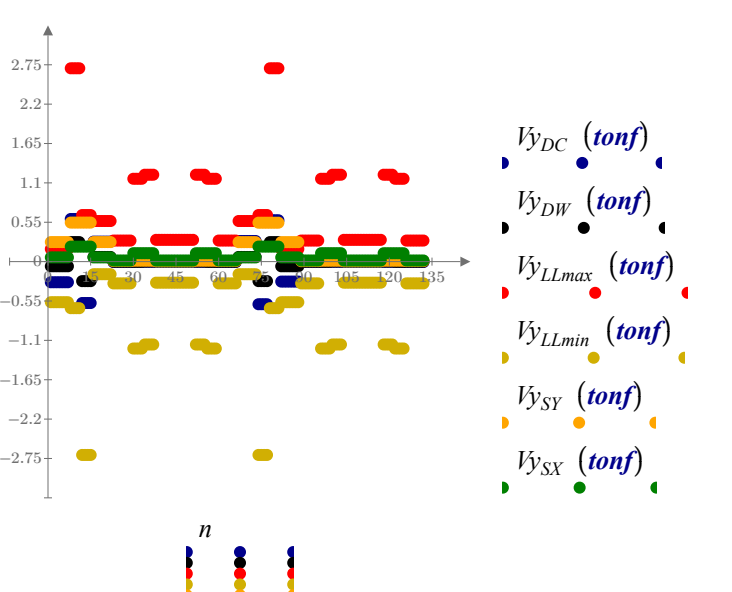 2.75
2.2
1.65
1.1
0.55
0
0 15 30 45 60 75 90 105 120 135
−0.55
−1.1
−1.65
−2.2
−2.75
Vy_DC (tonf)
Vy_DW (tonf)
Vy_LLmax (tonf)
Vy_LLmin (tonf)
Vy_SY (tonf)
Vy_SX (tonf)
n